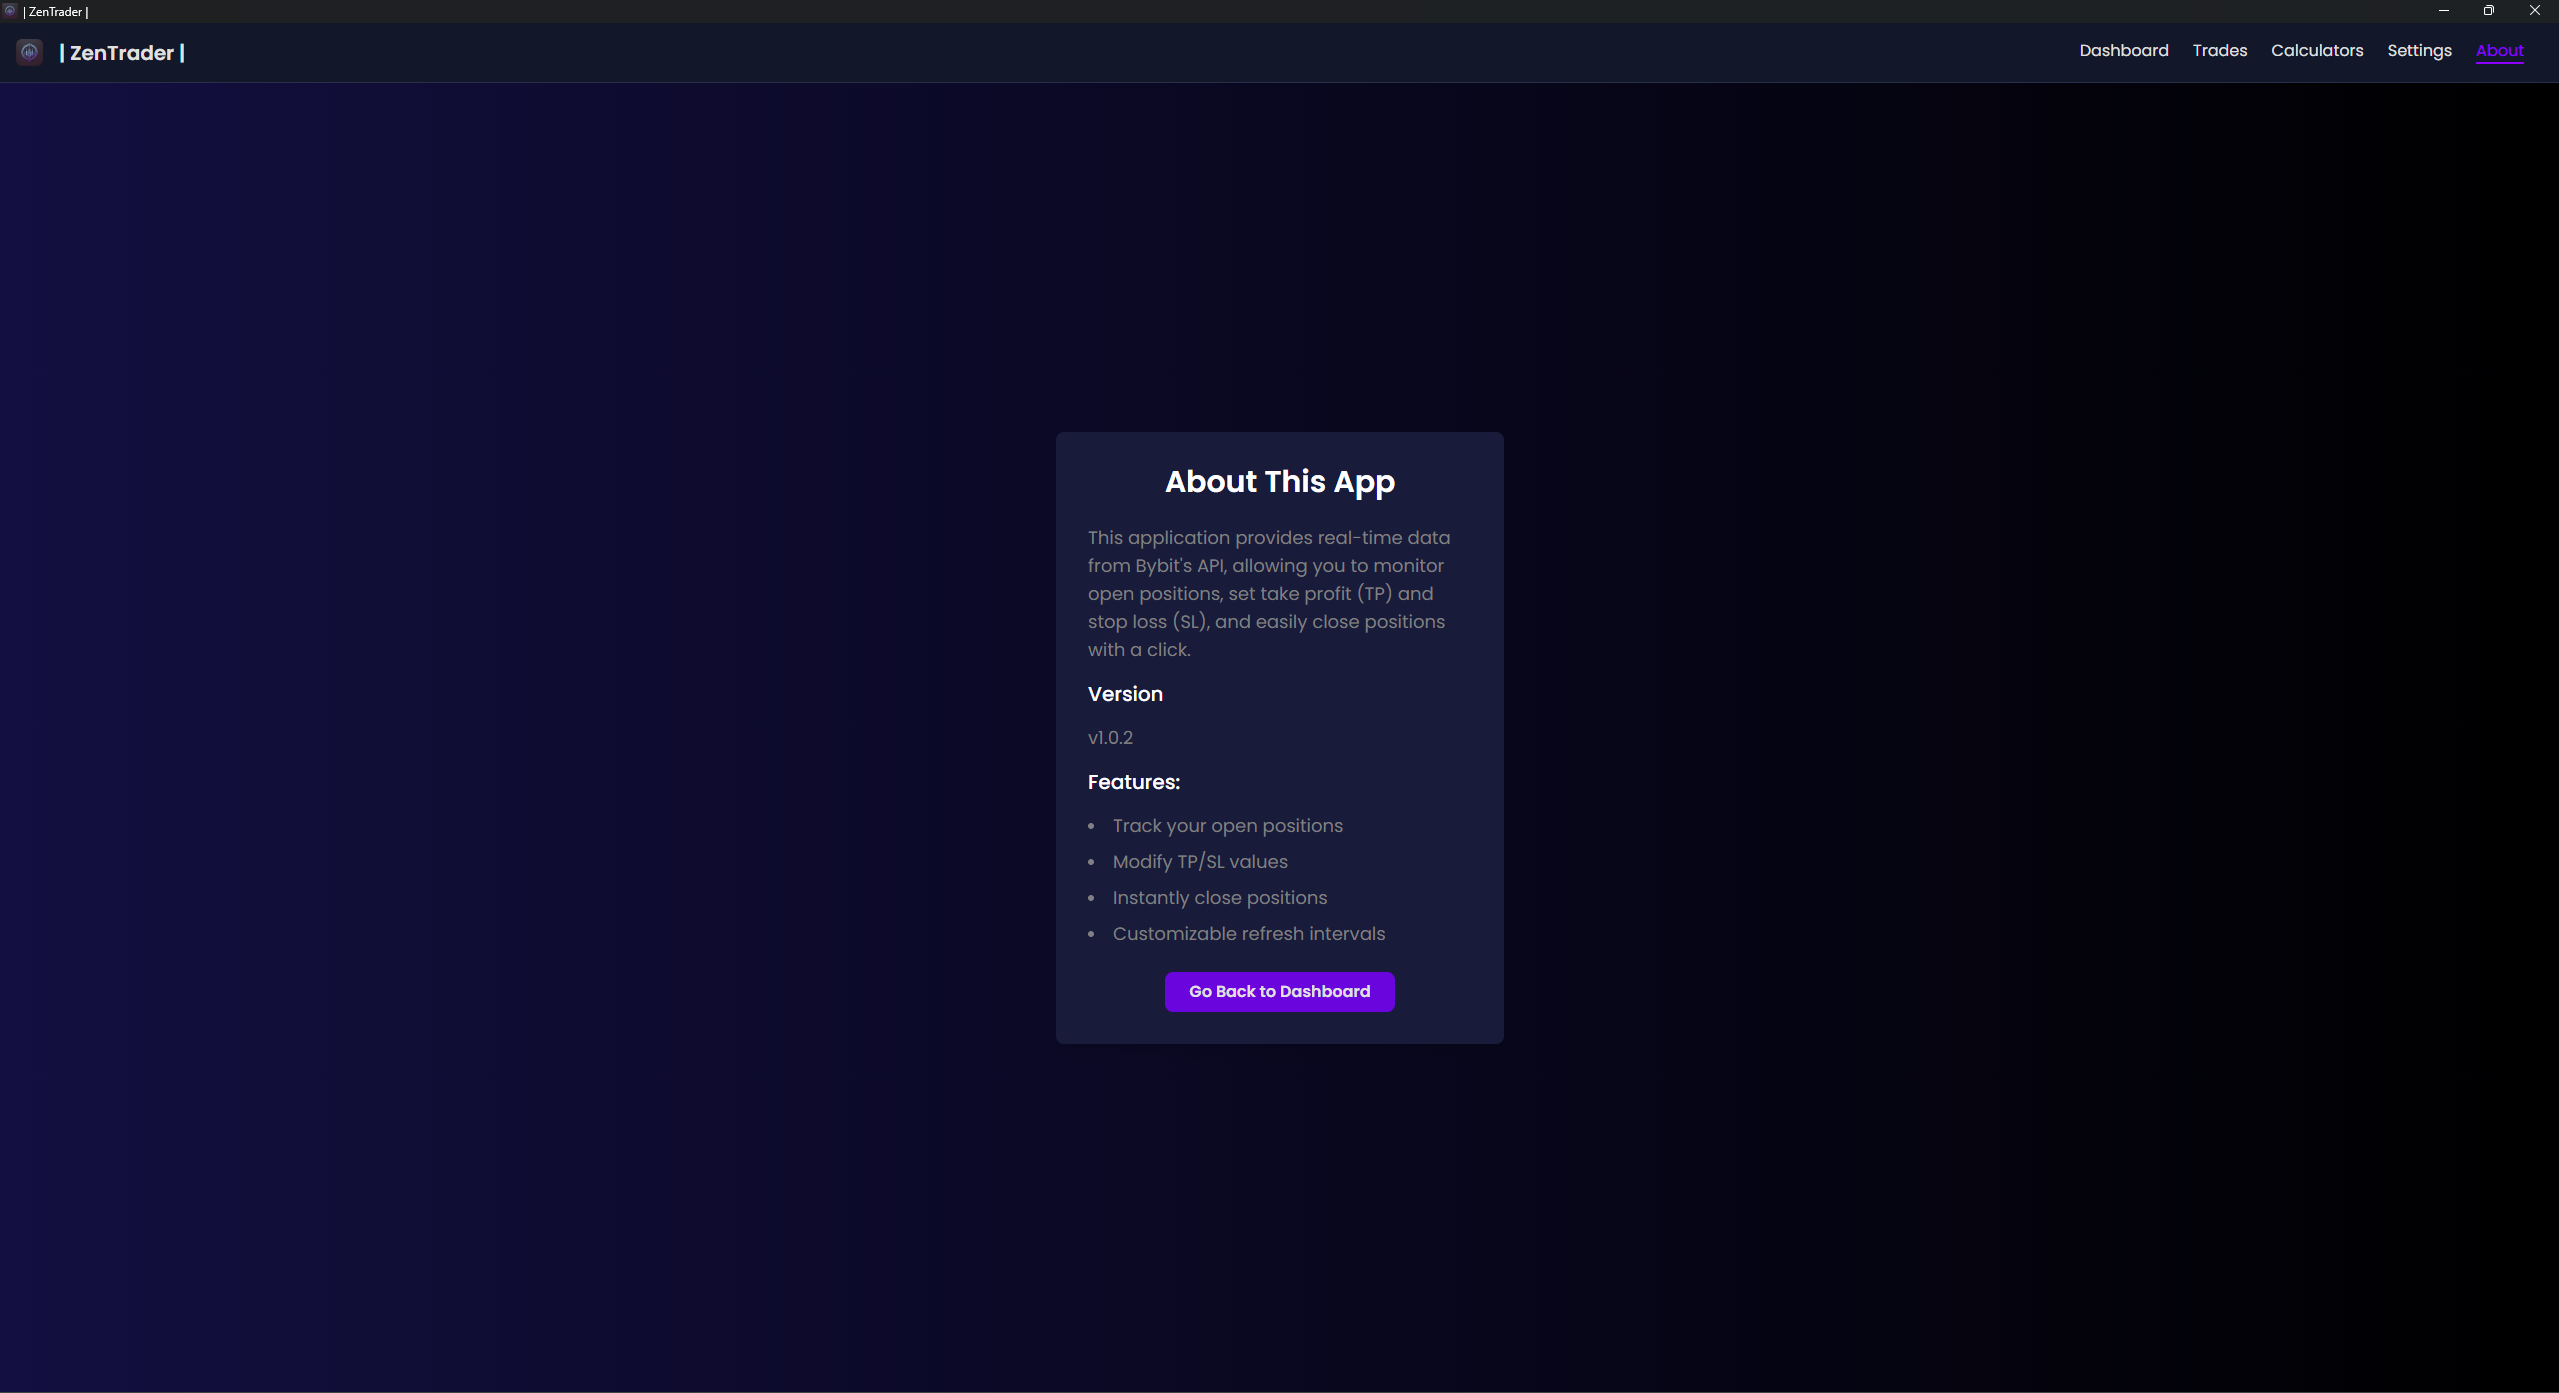 | ZenTrader |
| ZenTrader |
Dashboard Trades Calculators Settings About
About This App
This application provides real-time data
from Bybit's API, allowing you to monitor
open positions, set take profit (TP) and
stop loss (SL), and easily close positions
with a click.
Version
v1.0.2
Features:
• Track your open positions
• Modify TP/SL values
• Instantly close positions
• Customizable refresh intervals
Go Back to Dashboard